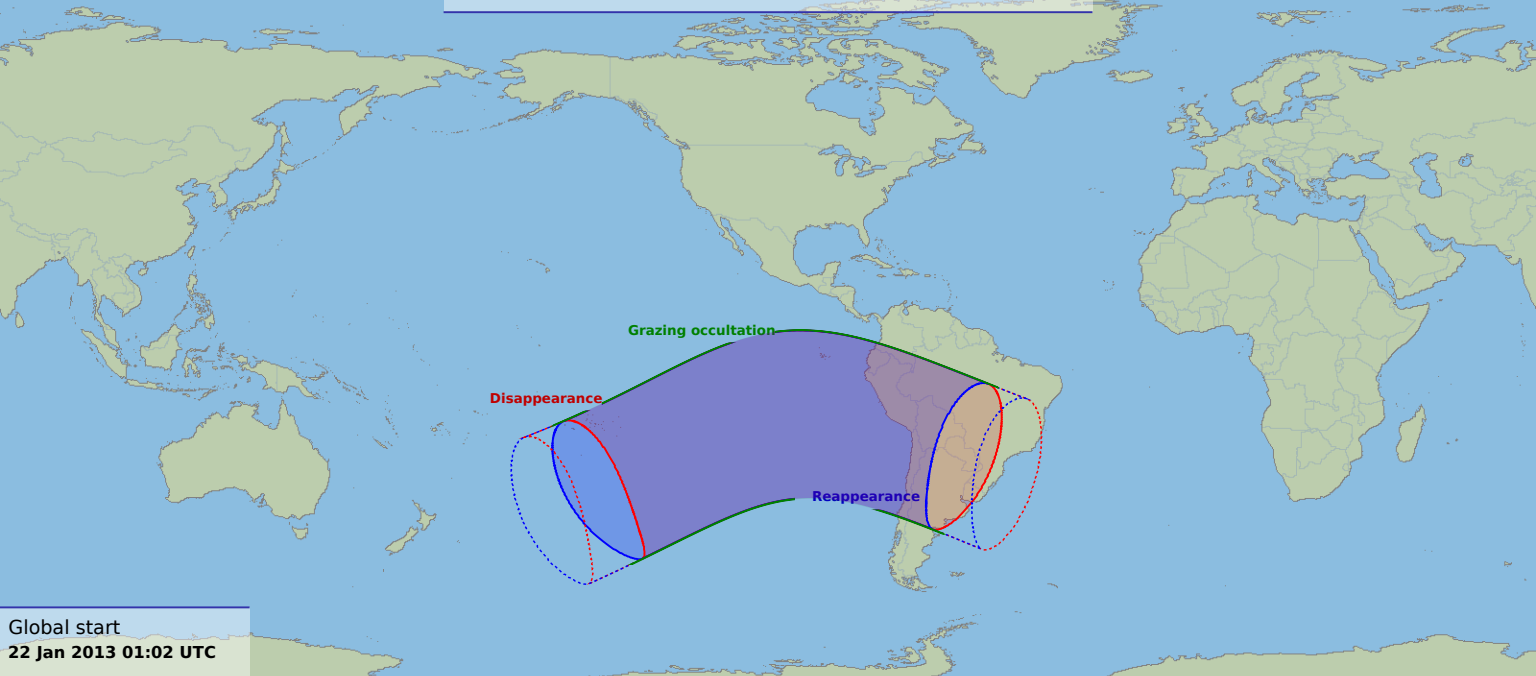 Grazing occultation
Disappearance
Reappearance
Global start
22 Jan 2013 01:02 UTC